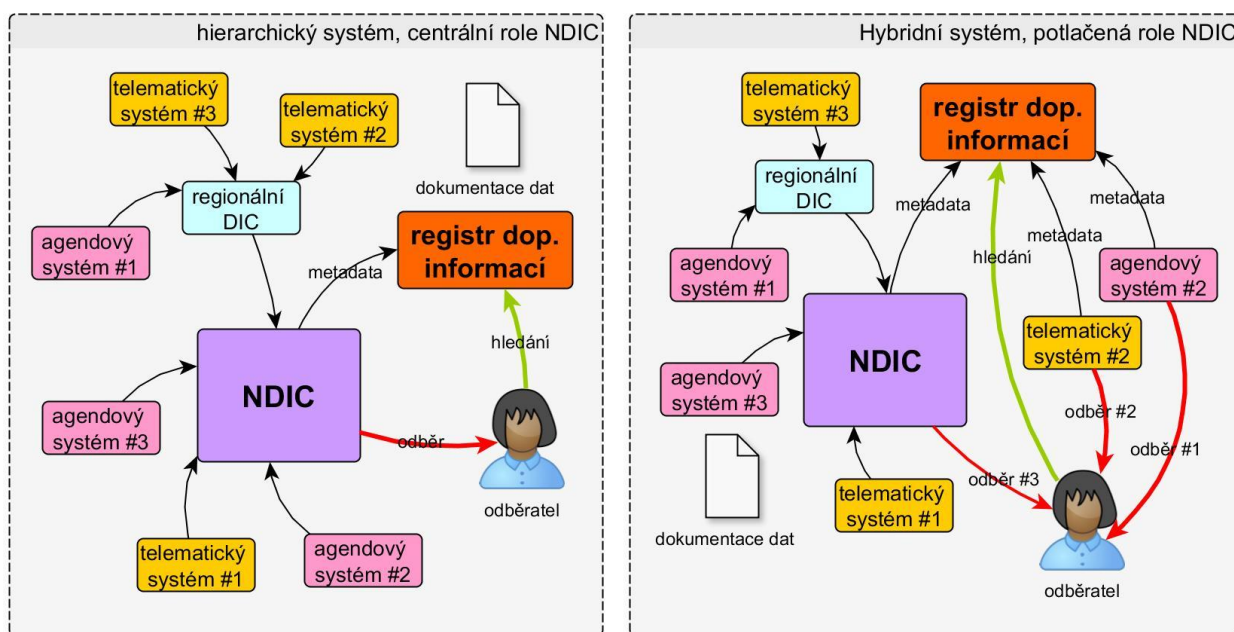 hierarchický systém, centrální role NDIC
telematický
systém #3
telematický
systém #2
dokumentace dat
regionální
DIC
agendový
systém #1
registr dop.
informací
metadata
hledání
NDIC
agendový
systém #3
odběr
odběratel
telematický
systém #1
agendový
systém #2
Hybridní systém, potlačená role NDIC
telematický
systém #3
registr dop.
informací
regionální
DIC
metadata
metadata
metadata
hledání
agendový
systém #1
agendový
systém #2
NDIC
telematický
systém #2
agendový
systém #3
odběr #2
odběr #1
odběr #3
telematický
systém #1
dokumentace dat
odběratel